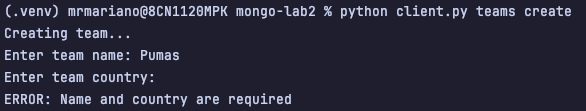 (.venv) mrmariano@8CN1120MPK mongo-lab2 % python client.py teams create
Creating team...
Enter team name: Pumas
Enter team country:
ERROR: Name and country are required